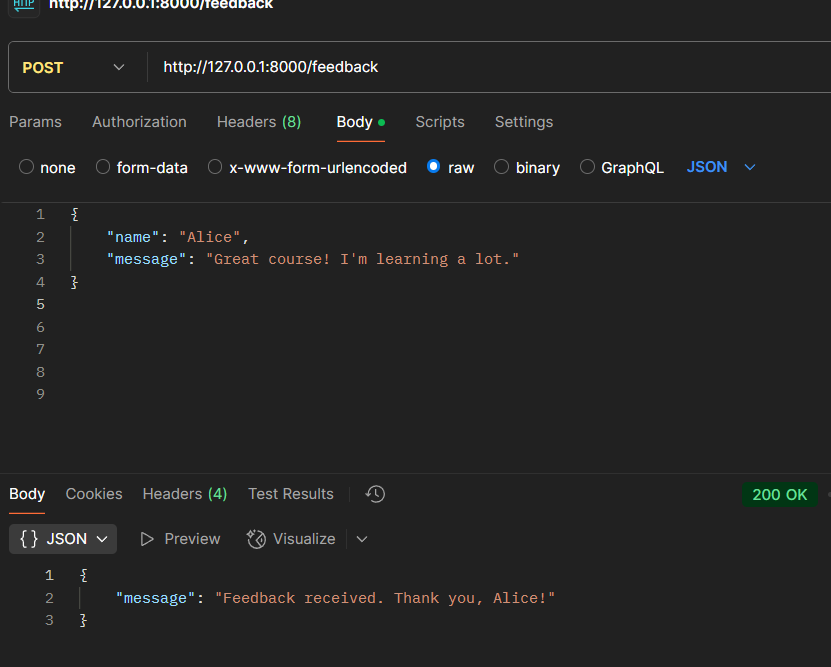 HTTP http://127.0.0.1:8000/feedback
POST http://127.0.0.1:8000/feedback
Params Authorization Headers (8) Body Scripts Settings
none form-data x-www-form-urlencoded raw binary GraphQL JSON
1 {
2 "name": "Alice",
3 "message": "Great course! I'm learning a lot."
4 }
5
6
7
8
9
Body Cookies Headers (4) Test Results 200 OK
{} JSON Preview Visualize
1 {
2 "message": "Feedback received. Thank you, Alice!"
3 }